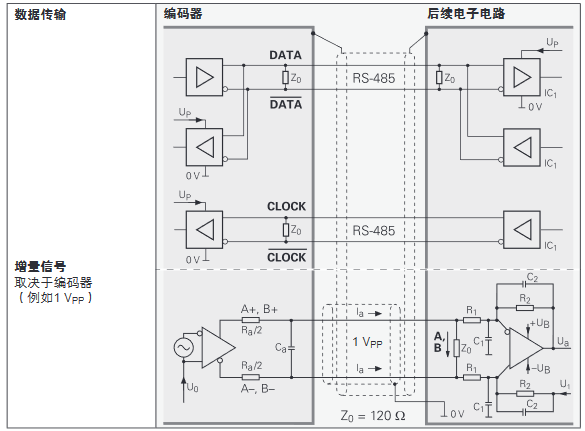 数据传输
编码器
后续电子电路
DATA
Z0
RS-485
Z0
UP
IC1
DATA
0 V
UP
0 V
IC1
UP
CLOCK
Z0
RS-485
0 V
CLOCK
IC1
增量信号
取决于编码器
(例如1 VPP)
A+, B+
Ra/2
Ia
R1
C2
R2
+UB
Ca
1 VPP
A,
B
Z0
C1
Ua
Ra/2
Ia
R1
–UB
U0
A–, B–
R2
U1
C1
C2
Z0 = 120 Ω
0 V